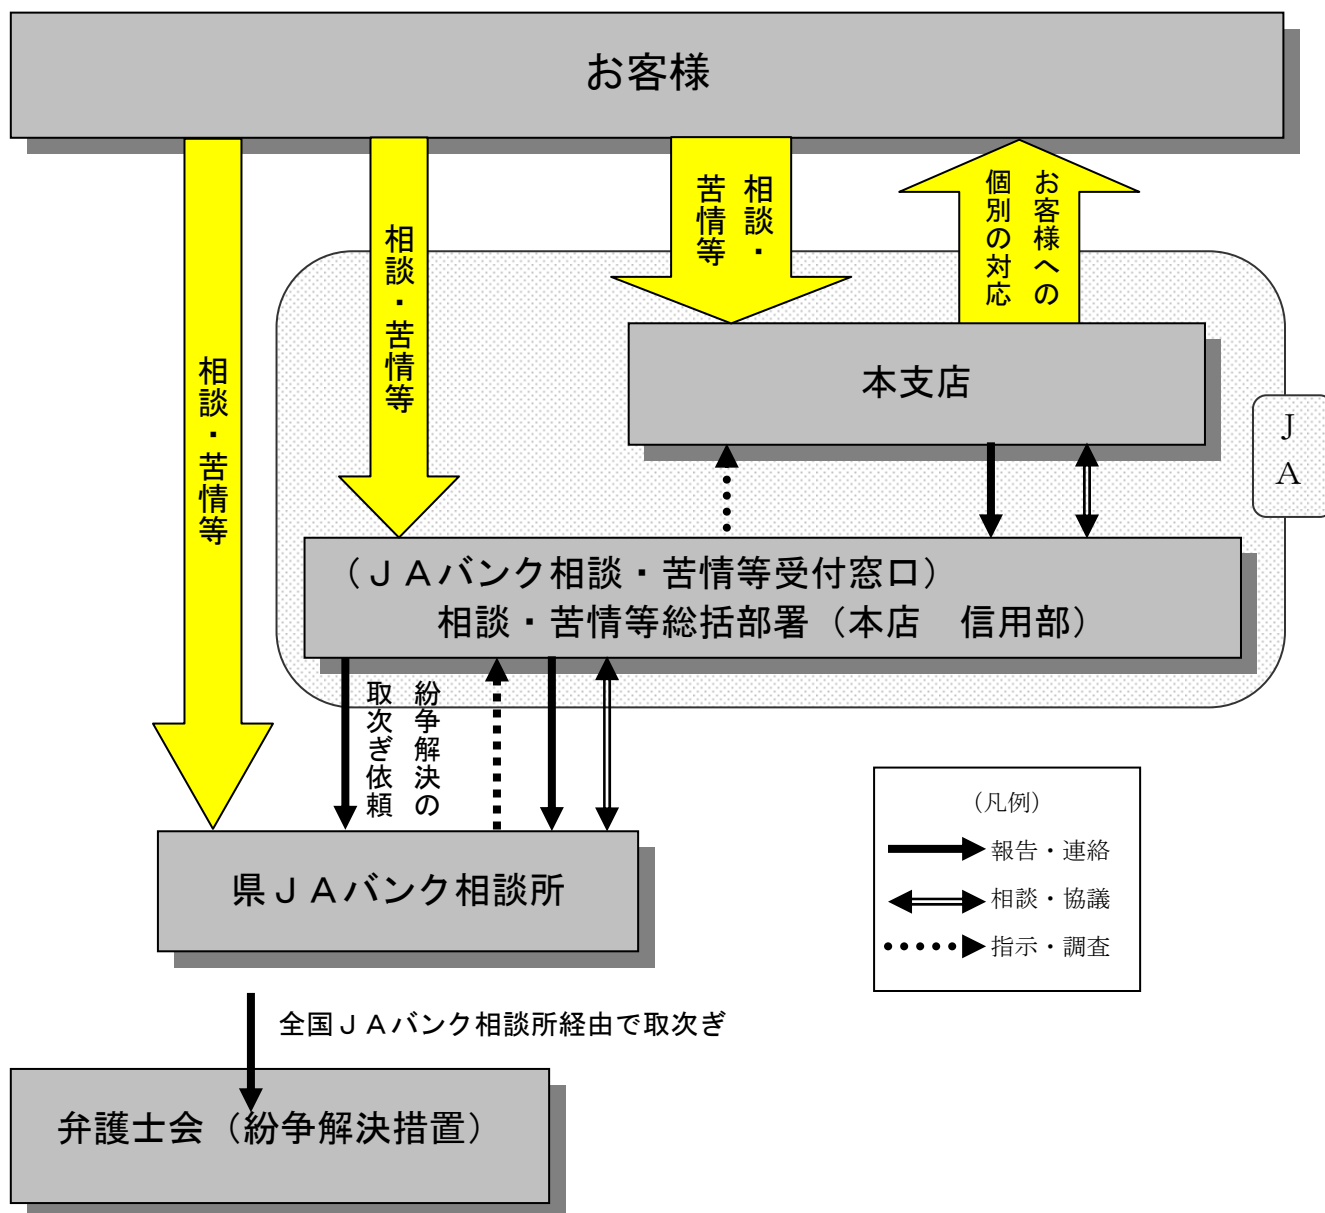 お客様
相談・苦情等
相談・苦情等
相談・
苦情等
お客様への
個別の対応
本支店
ＪＡ
（ＪＡバンク相談・苦情等受付窓口）
相談・苦情等総括部署（本店　信用部）
紛争解決の
取次ぎ依頼
県ＪＡバンク相談所
（凡例）
報告・連絡
相談・協議
指示・調査
全国ＪＡバンク相談所経由で取次ぎ
弁護士会（紛争解決措置）